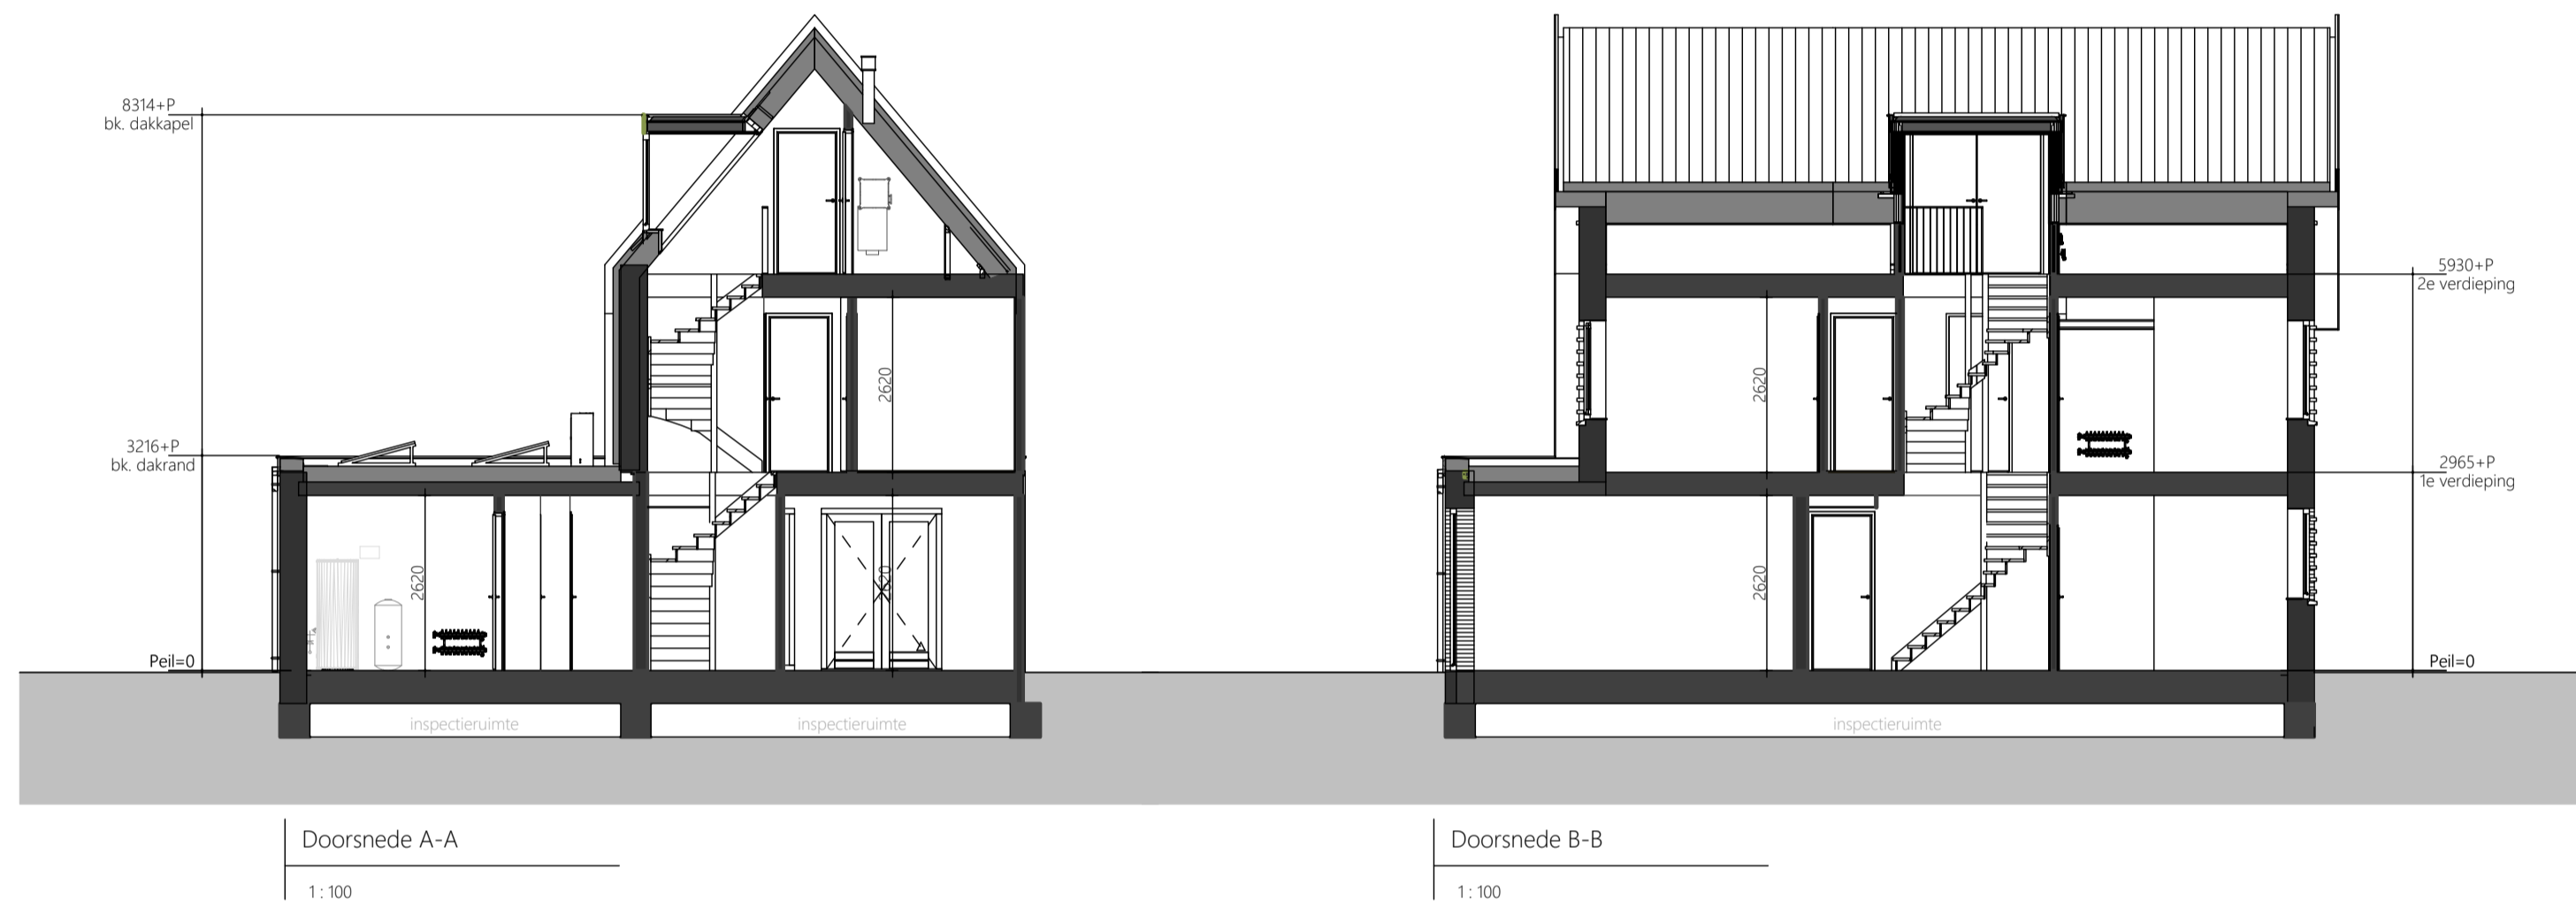 8314+P
bk. dakkapel
3216+P
bk. dakrand
Peil=0
2620
2620
2620
inspectieruimte
inspectieruimte
Doorsnede A-A
1 : 100
5930+P
2e verdieping
2965+P
1e verdieping
Peil=0
2620
2620
inspectieruimte
Doorsnede B-B
1 : 100